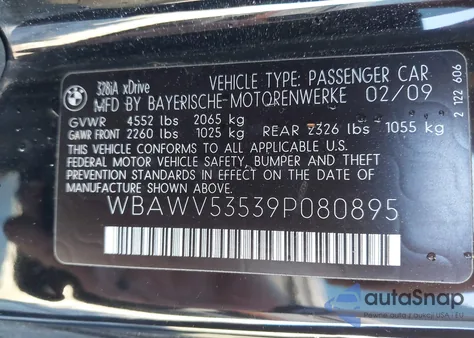 328iA xDrive
VEHICLE TYPE: PASSENGER CAR
MFD BY BAYERISCHE-MOTORENWERKE 02/09
GVWR 4552 lbs 2065 kg
GAWR FRONT 2260 lbs 1025 kg REAR 2326 lbs 1055 kg
THIS VEHICLE CONFORMS TO ALL APPLICABLE U.S.
FEDERAL MOTOR VEHICLE SAFETY, BUMPER AND THEFT
PREVENTION STANDARDS IN EFFECT ON THE DATE OF
MANUFACTURE SHOWN ABOVE.
WBAWV53539P080895
2 122 606
autoSnap